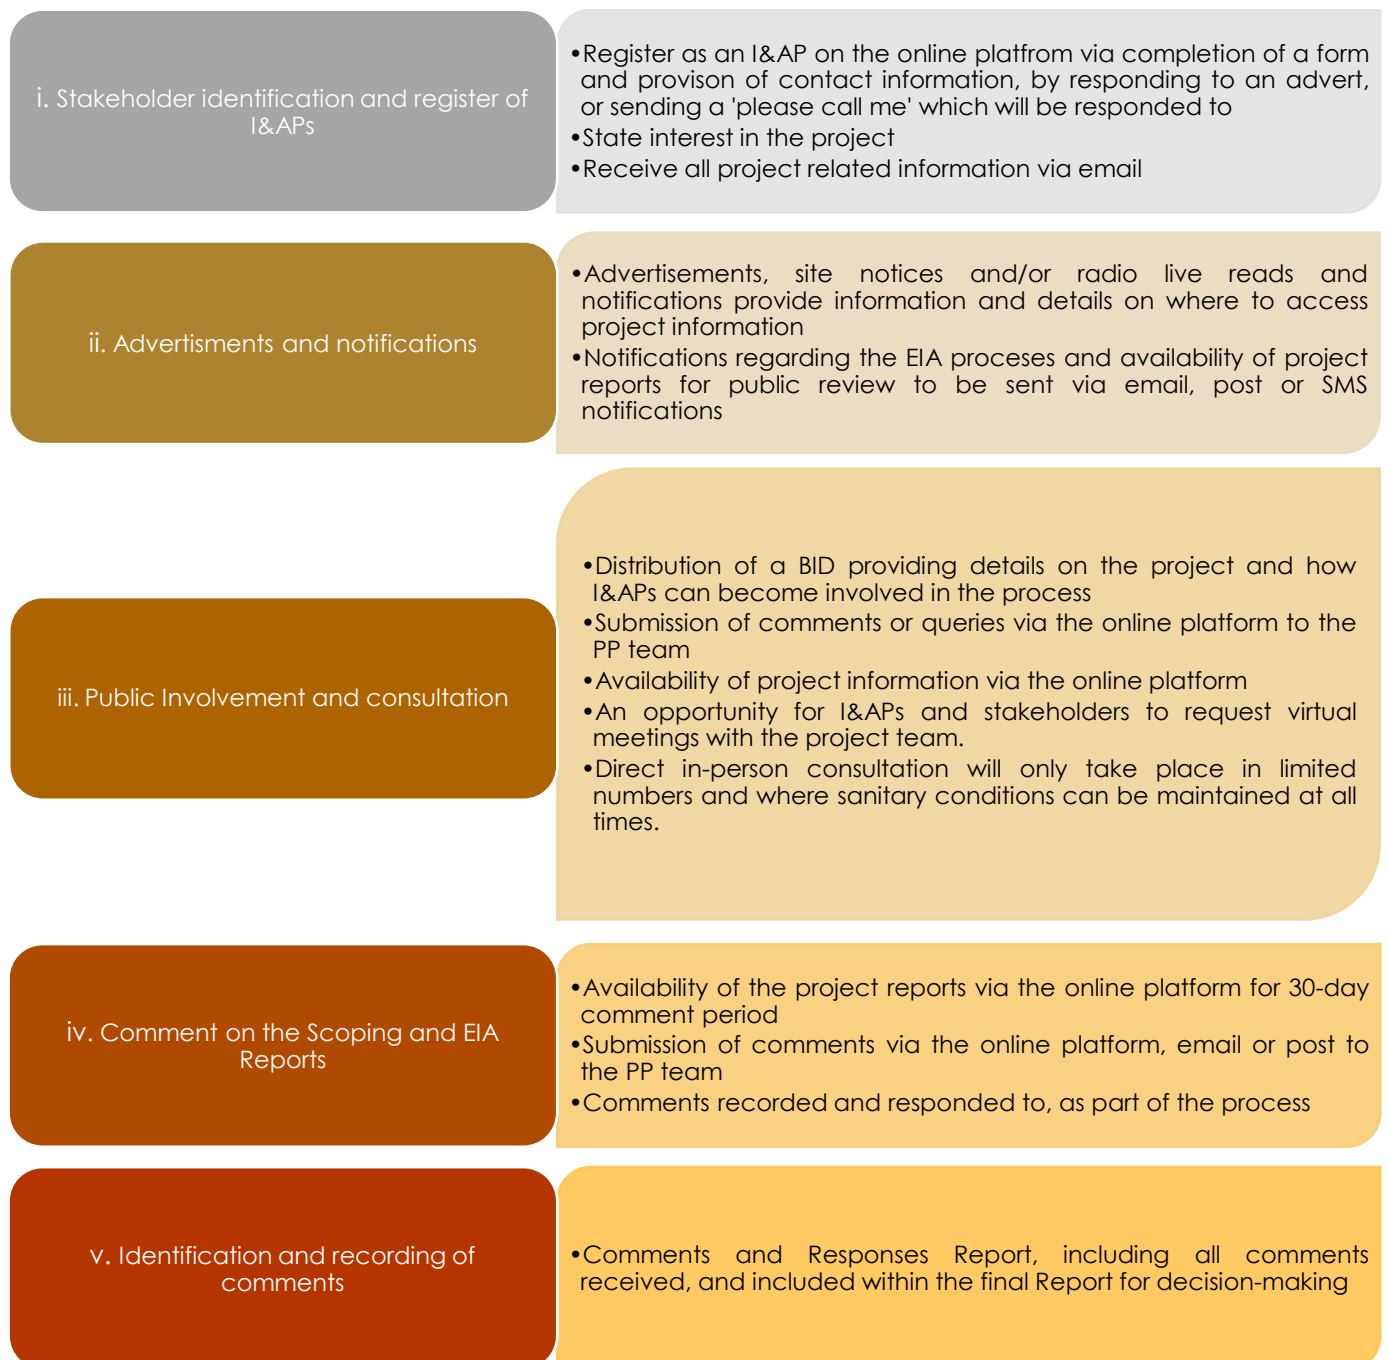 i. Stakeholder identification and register of
I&APs
•Register as an I&AP on the online platfrom via completion of a form
and provison of contact information, by responding to an advert,
or sending a 'please call me' which will be responded to
•State interest in the project
•Receive all project related information via email
ii. Advertisments and notifications
•Advertisements, site notices and/or radio live reads and
notifications provide information and details on where to access
project information
•Notifications regarding the EIA proceses and availability of project
reports for public review to be sent via email, post or SMS
notifications
iii. Public Involvement and consultation
•Distribution of a BID providing details on the project and how
I&APs can become involved in the process
•Submission of comments or queries via the online platform to the
PP team
•Availability of project information via the online platform
•An opportunity for I&APs and stakeholders to request virtual
meetings with the project team.
•Direct in-person consultation will only take place in limited
numbers and where sanitary conditions can be maintained at all
times.
iv. Comment on the Scoping and EIA
Reports
•Availability of the project reports via the online platform for 30-day
comment period
•Submission of comments via the online platform, email or post to
the PP team
•Comments recorded and responded to, as part of the process
v. Identification and recording of
comments
•Comments and Responses Report, including all comments
received, and included within the final Report for decision-making